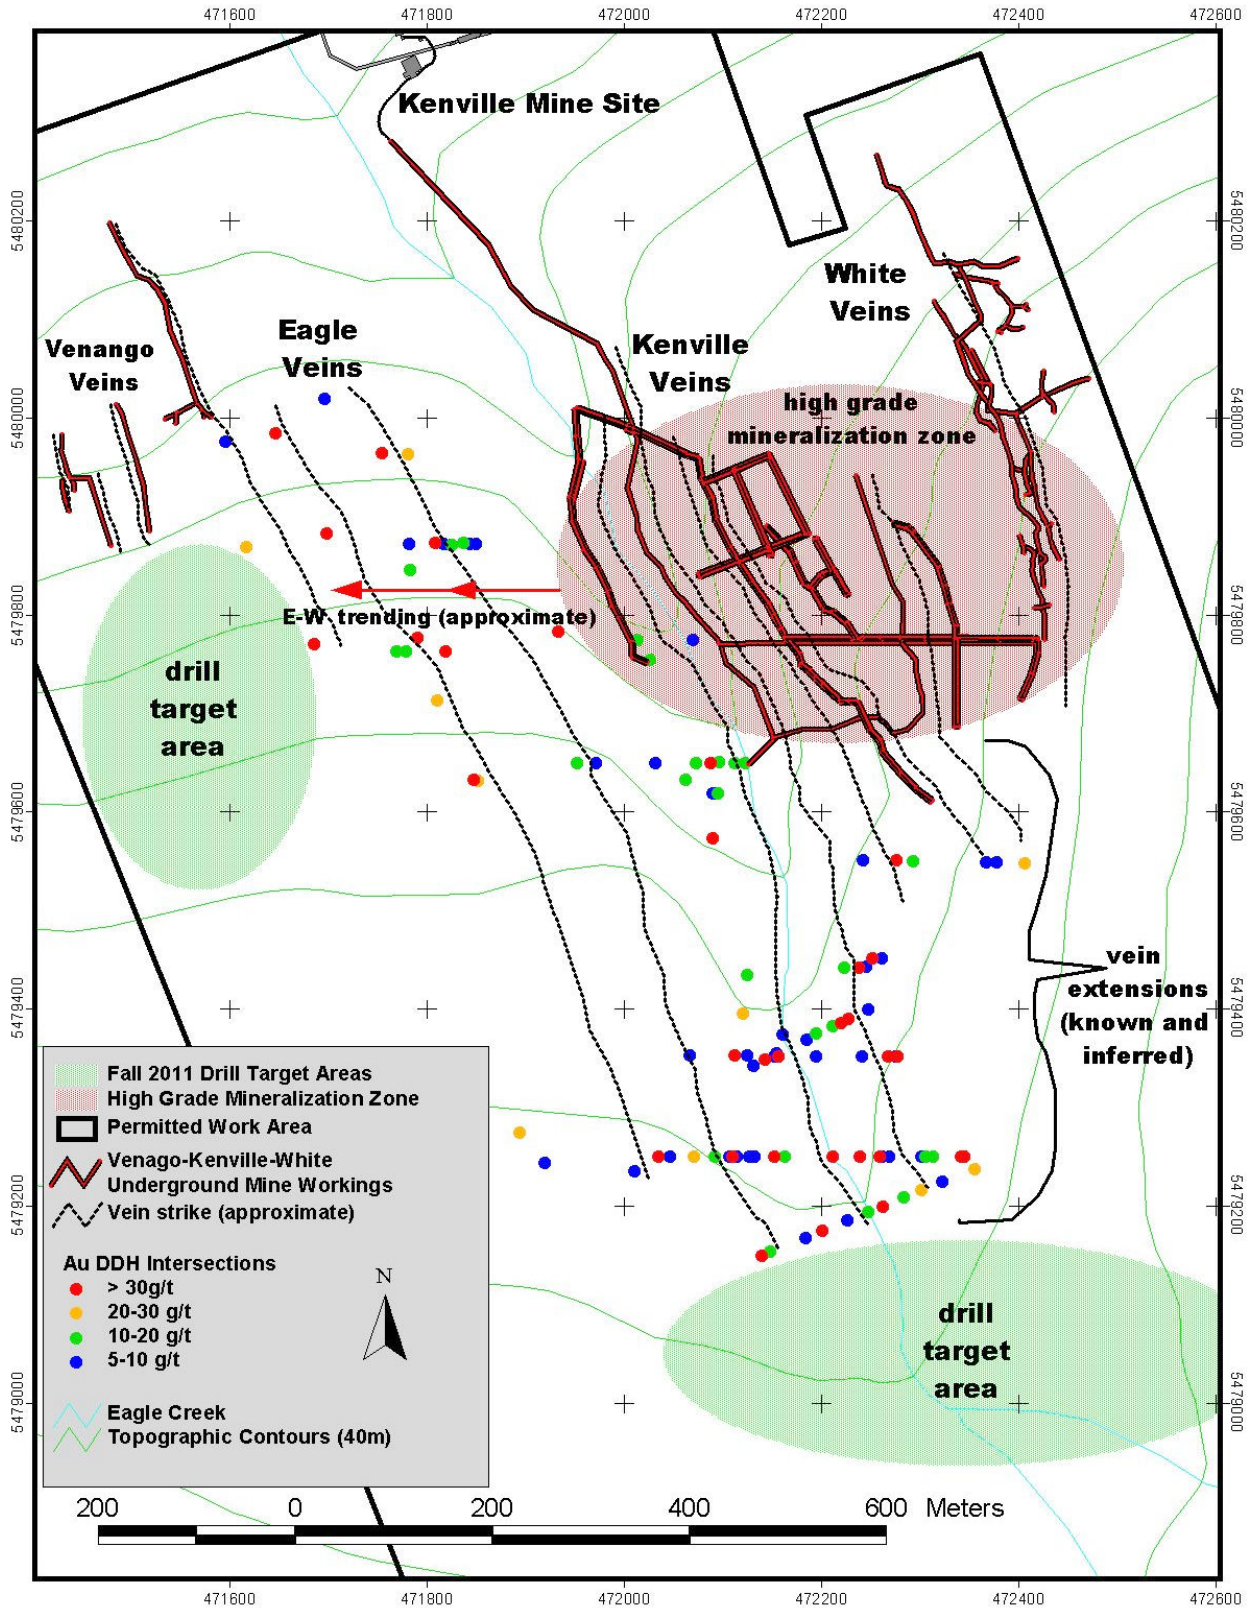 471600 471800 472000 472200 472400 472600
Kenville Mine Site
5480200 5480200
White
Veins
Eagle
Veins
Venango
Veins
Kenville
Veins
high grade
mineralization zone
5480000 5480000
E-W trending (approximate)
5479800 5479800
drill
target
area
5479600 5479600
vein
extensions
(known and
inferred)
5479400 5479400
Fall 2011 Drill Target Areas
High Grade Mineralization Zone
Permitted Work Area
Venago-Kenville-White
Underground Mine Workings
Vein strike (approximate)
5479200 5479200
Au DDH Intersections
> 30g/t
20-30 g/t
10-20 g/t
5-10 g/t
N
Eagle Creek
Topographic Contours (40m)
drill
target
area
5479000 5479000
200 0 200 400 600 Meters
471600 471800 472000 472200 472400 472600